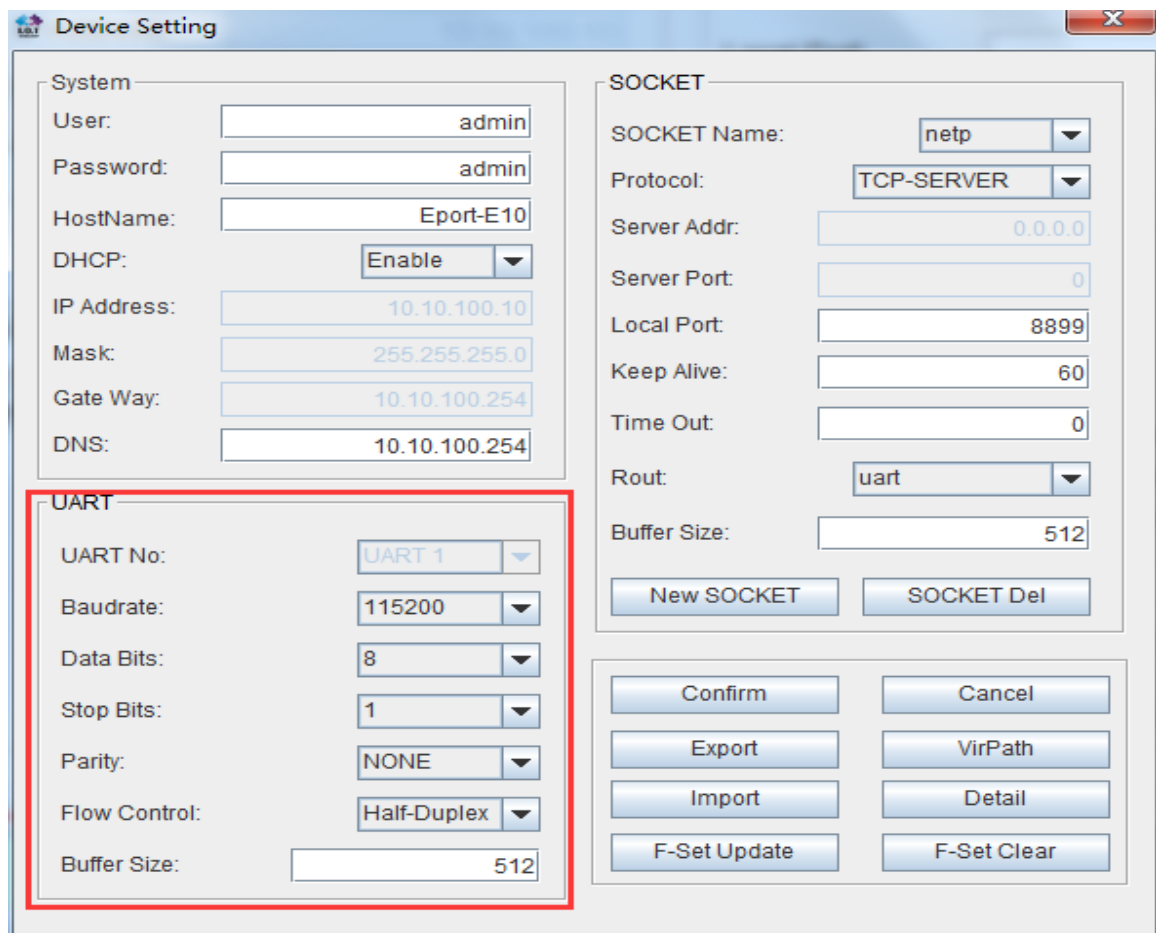 Device Setting
System
User: admin
Password: admin
HostName: Eport-E10
DHCP: Enable
IP Address: 10.10.100.10
Mask: 255.255.255.0
Gate Way: 10.10.100.254
DNS: 10.10.100.254
UART
UART No: UART 1
Baudrate: 115200
Data Bits: 8
Stop Bits: 1
Parity: NONE
Flow Control: Half-Duplex
Buffer Size: 512
SOCKET
SOCKET Name: netp
Protocol: TCP-SERVER
Server Addr: 0.0.0.0
Server Port: 0
Local Port: 8899
Keep Alive: 60
Time Out: 0
Rout: uart
Buffer Size: 512
New SOCKET SOCKET Del
Confirm Cancel
Export VirPath
Import Detail
F-Set Update F-Set Clear